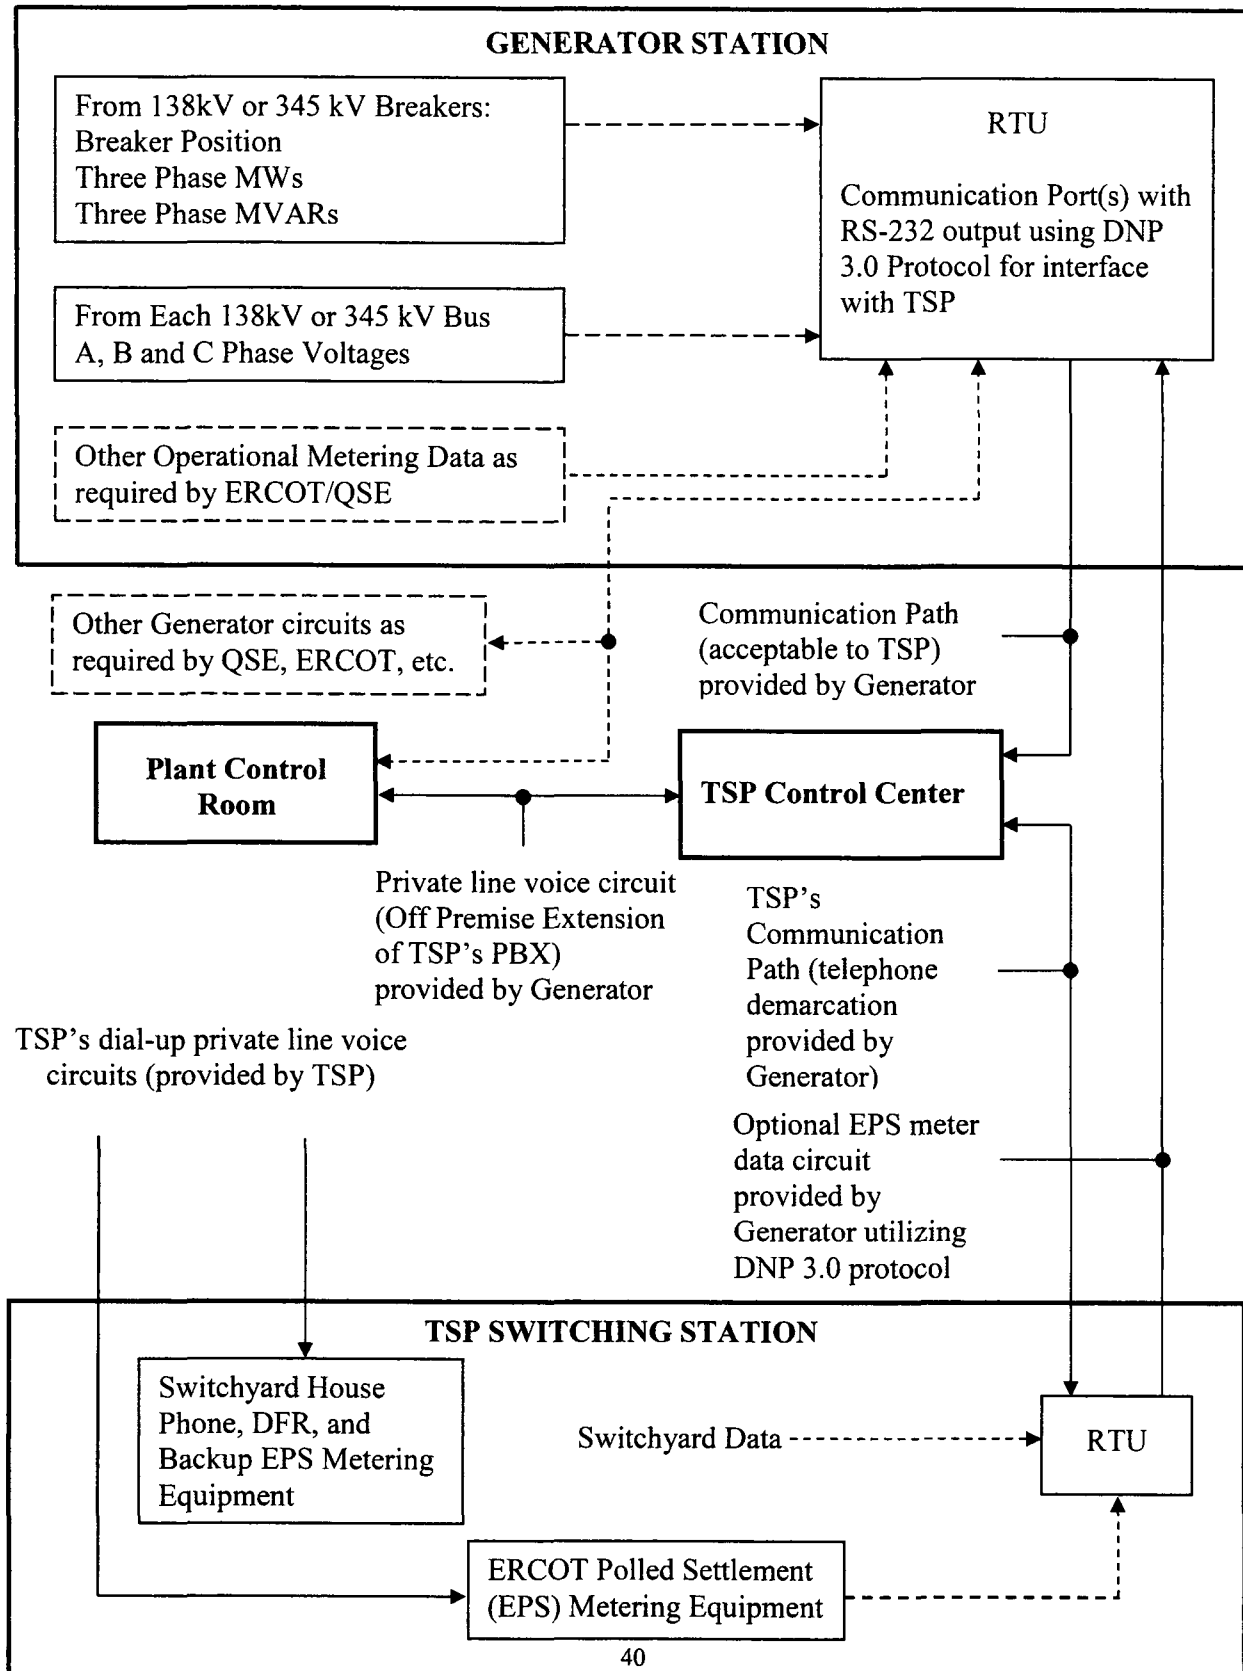 GENERATOR STATION
From 138kV or 345 kV Breakers:
Breaker Position
Three Phase MWs
Three Phase MVARs
RTU
Communication Port(s) with
RS-232 output using DNP
3.0 Protocol for interface
with TSP
From Each 138kV or 345 kV Bus
A, B and C Phase Voltages
Other Operational Metering Data as
required by ERCOT/QSE
Other Generator circuits as
required by QSE, ERCOT, etc.
Communication Path
(acceptable to TSP)
provided by Generator
Plant Control
Room
TSP Control Center
Private line voice circuit
(Off Premise Extension
of TSP's PBX)
provided by Generator
TSP's
Communication
Path (telephone
demarcation
provided by
Generator)
TSP's dial-up private line voice
circuits (provided by TSP)
Optional EPS meter
data circuit
provided by
Generator utilizing
DNP 3.0 protocol
TSP SWITCHING STATION
Switchyard House
Phone, DFR, and
Backup EPS Metering
Equipment
Switchyard Data
RTU
ERCOT Polled Settlement
(EPS) Metering Equipment
40